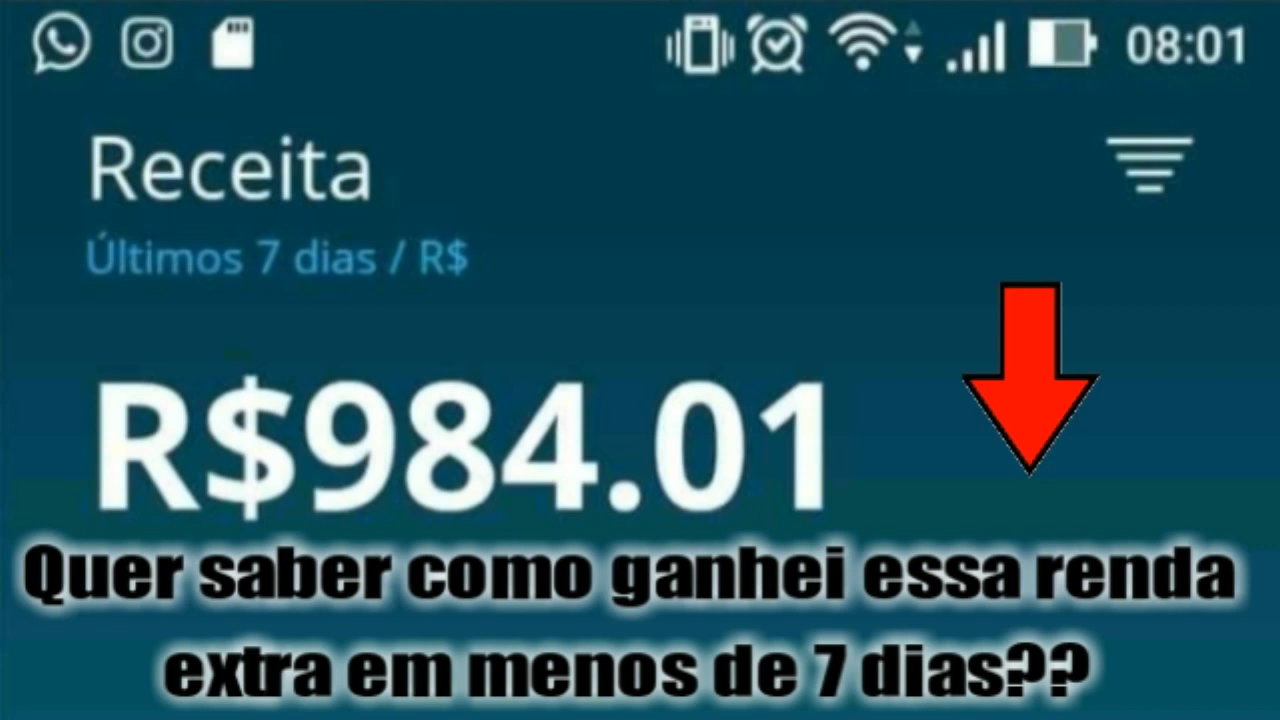 08:01
Receita
Últimos 7 dias / R$
R$984.01
Quer saber como ganhei essa renda
extra em menos de 7 dias??